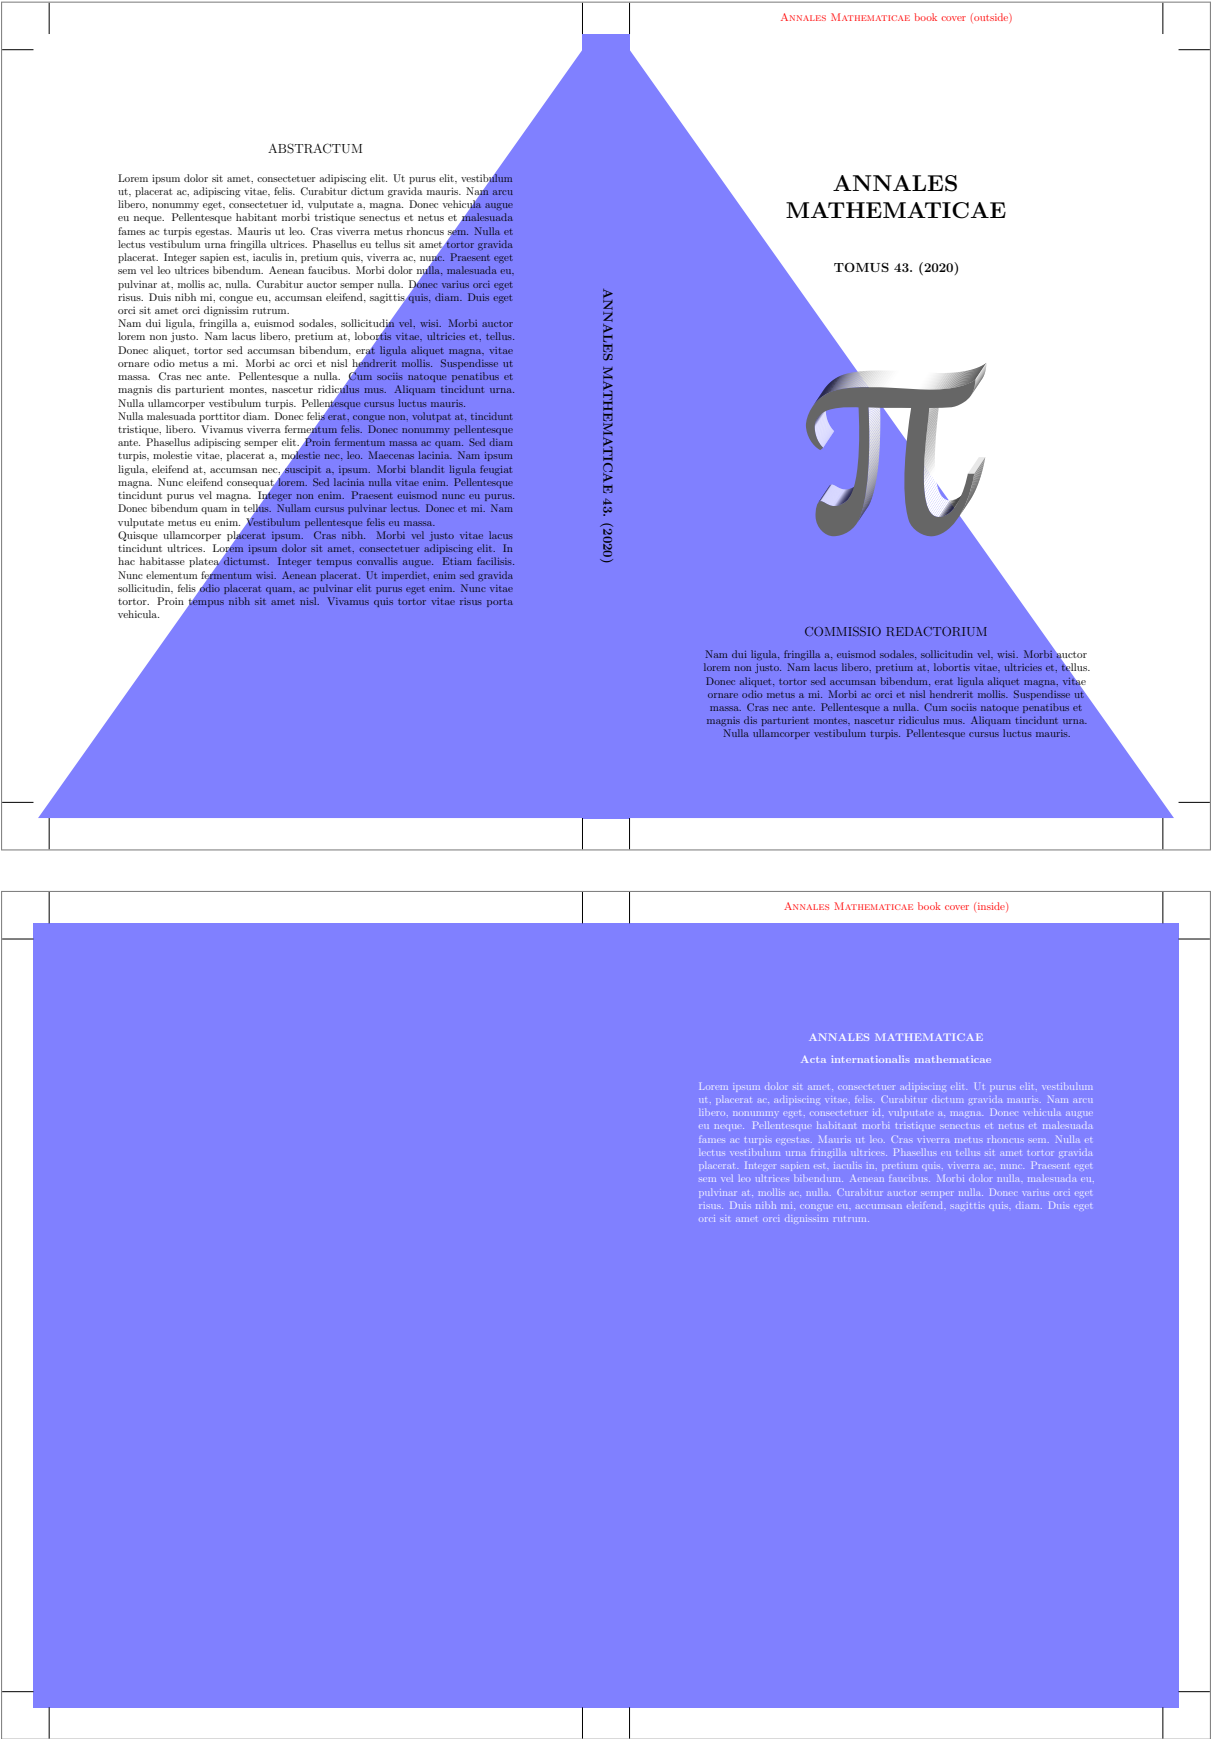 ANNALES MATHEMATICAE book cover (outside)
ABSTRACTUM
Lorem ipsum dolor sit amet, consectetuer adipiscing elit. Ut purus elit, vestibulum
ut, placerat ac, adipiscing vitae, felis. Curabitur dictum gravida mauris. Nam arcu
libero, nonummy eget, consectetuer id, vulputate a, magna. Donec vehicula augue
eu neque. Pellentesque habitant morbi tristique senectus et netus et malesuada
fames ac turpis egestas. Mauris ut leo. Cras viverra metus rhoncus sem. Nulla et
lectus vestibulum urna fringilla ultrices. Phasellus eu tellus sit amet tortor gravida
placerat. Integer sapien est, iaculis in, pretium quis, viverra ac, nunc. Praesent eget
sem vel leo ultrices bibendum. Aenean faucibus. Morbi dolor nulla, malesuada eu,
pulvinar at, mollis ac, nulla. Curabitur auctor semper nulla. Donec varius orci eget
risus. Duis nibh mi, congue eu, accumsan eleifend, sagittis quis, diam. Duis eget
orci sit amet orci dignissim rutrum.
Nam dui ligula, fringilla a, euismod sodales, sollicitudin vel, wisi. Morbi auctor
lorem non justo. Nam lacus libero, pretium at, lobortis vitae, ultricies et, tellus.
Donec aliquet, tortor sed accumsan bibendum, erat ligula aliquet magna, vitae
ornare odio metus a mi. Morbi ac orci et nisl hendrerit mollis. Suspendisse ut
massa. Cras nec ante. Pellentesque a nulla. Cum sociis natoque penatibus et
magnis dis parturient montes, nascetur ridiculus mus. Aliquam tincidunt urna.
Nulla ullamcorper vestibulum turpis. Pellentesque cursus luctus mauris.
Nulla malesuada porttitor diam. Donec felis erat, congue non, volutpat at, tincidunt
tristique, libero. Vivamus viverra fermentum felis. Donec nonummy pellentesque
ante. Phasellus adipiscing semper elit. Proin fermentum massa ac quam. Sed diam
turpis, molestie vitae, placerat a, molestie nec, leo. Maecenas lacinia. Nam ipsum
ligula, eleifend at, accumsan nec, suscipit a, ipsum. Morbi blandit ligula feugiat
magna. Nunc eleifend consequat lorem. Sed lacinia nulla vitae enim. Pellentesque
tincidunt purus vel magna. Integer non enim. Praesent euismod nunc eu purus.
Donec bibendum quam in tellus. Nullam cursus pulvinar lectus. Donec et mi. Nam
vulputate metus eu enim. Vestibulum pellentesque felis eu massa.
Quisque ullamcorper placerat ipsum. Cras nibh. Morbi vel justo vitae lacus
tincidunt ultrices. Lorem ipsum dolor sit amet, consectetuer adipiscing elit. In
hac habitasse platea dictumst. Integer tempus convallis augue. Etiam facilisis.
Nunc elementum fermentum wisi. Aenean placerat. Ut imperdiet, enim sed gravida
sollicitudin, felis odio placerat quam, ac pulvinar elit purus eget enim. Nunc vitae
tortor. Proin tempus nibh sit amet nisl. Vivamus quis tortor vitae risus porta
vehicula.
ANNALES MATHEMATICAE 43. (2020)
ANNALES
MATHEMATICAE
TOMUS 43. (2020)
π
COMMISSIO REDACTORIUM
Nam dui ligula, fringilla a, euismod sodales, sollicitudin vel, wisi. Morbi auctor
lorem non justo. Nam lacus libero, pretium at, lobortis vitae, ultricies et, tellus.
Donec aliquet, tortor sed accumsan bibendum, erat ligula aliquet magna, vitae
ornare odio metus a mi. Morbi ac orci et nisl hendrerit mollis. Suspendisse ut
massa. Cras nec ante. Pellentesque a nulla. Cum sociis natoque penatibus et
magnis dis parturient montes, nascetur ridiculus mus. Aliquam tincidunt urna.
Nulla ullamcorper vestibulum turpis. Pellentesque cursus luctus mauris.
ANNALES MATHEMATICAE book cover (inside)
ANNALES MATHEMATICAE
Acta internationalis mathematicae
Lorem ipsum dolor sit amet, consectetuer adipiscing elit. Ut purus elit, vestibulum
ut, placerat ac, adipiscing vitae, felis. Curabitur dictum gravida mauris. Nam arcu
libero, nonummy eget, consectetuer id, vulputate a, magna. Donec vehicula augue
eu neque. Pellentesque habitant morbi tristique senectus et netus et malesuada
fames ac turpis egestas. Mauris ut leo. Cras viverra metus rhoncus sem. Nulla et
lectus vestibulum urna fringilla ultrices. Phasellus eu tellus sit amet tortor gravida
placerat. Integer sapien est, iaculis in, pretium quis, viverra ac, nunc. Praesent eget
sem vel leo ultrices bibendum. Aenean faucibus. Morbi dolor nulla, malesuada eu,
pulvinar at, mollis ac, nulla. Curabitur auctor semper nulla. Donec varius orci eget
risus. Duis nibh mi, congue eu, accumsan eleifend, sagittis quis, diam. Duis eget
orci sit amet orci dignissim rutrum.